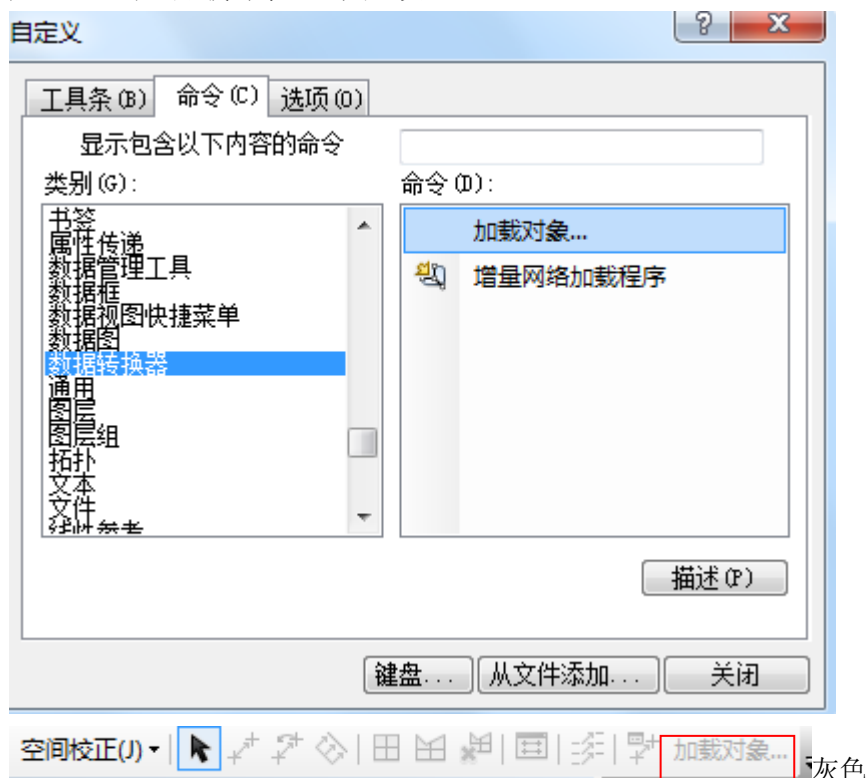 自定义
工具条(B) 命令(C) 选项(O)
显示包含以下内容的命令
类别(G): 命令(D):
书签
属性传递
数据管理工具
数据框
数据视图快捷菜单
数据图
数据转换器
通用
图层
图层组
拓扑
文本
文件
线性参考
加载对象...
增量网络加载程序
描述(P)
键盘... 从文件添加... 关闭
空间校正(J) 加载对象... 灰色